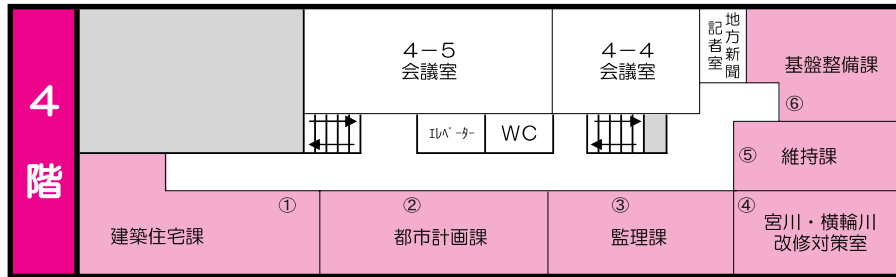 4
階
4－5
会議室
4－4
会議室
地方新聞
記者室
基盤整備課
⑥
ｴﾚﾍﾞｰﾀｰ
WC
⑤
維持課
①
建築住宅課
②
都市計画課
③
監理課
④
宮川・横輪川
改修対策室